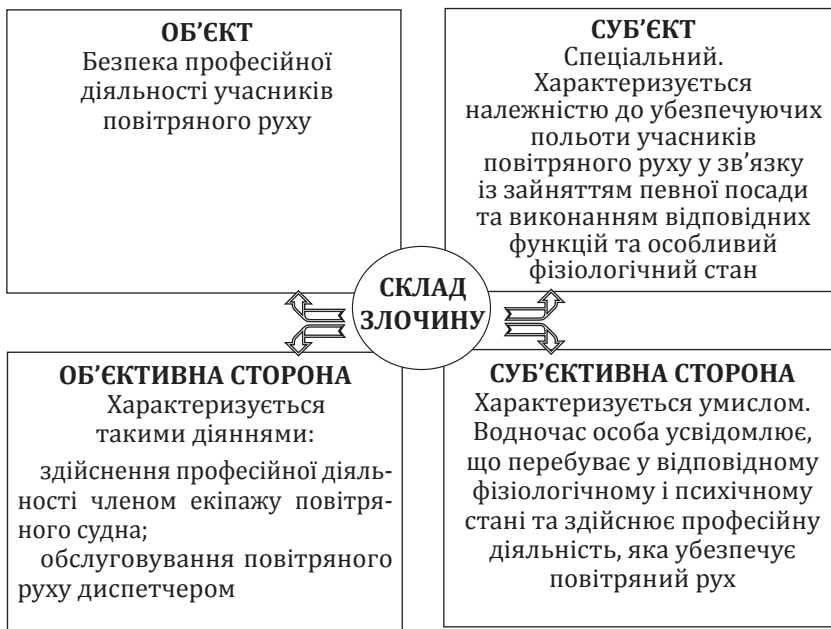 ОБ’ЄКТ
Безпека професійної
діяльності учасників
повітряного руху
СУБ’ЄКТ
Спеціальний.
Характеризується
належністю до убезпечуючих
польоти учасників
повітряного руху у зв’язку
із зайняттям певної посади
та виконанням відповідних
функцій та особливий
фізіологічний стан
СКЛАД
ЗЛОЧИНУ
ОБ’ЄКТИВНА СТОРОНА
Характеризується
такими діяннями:
здійснення професійної діяль-
ності членом екіпажу повітря-
ного судна;
обслуговування повітряного
руху диспетчером
СУБ’ЄКТИВНА СТОРОНА
Характеризується умислом.
Водночас особа усвідомлює,
що перебуває у відповідному
фізіологічному і психічному
стані та здійснює професійну
діяльність, яка убезпечує
повітряний рух